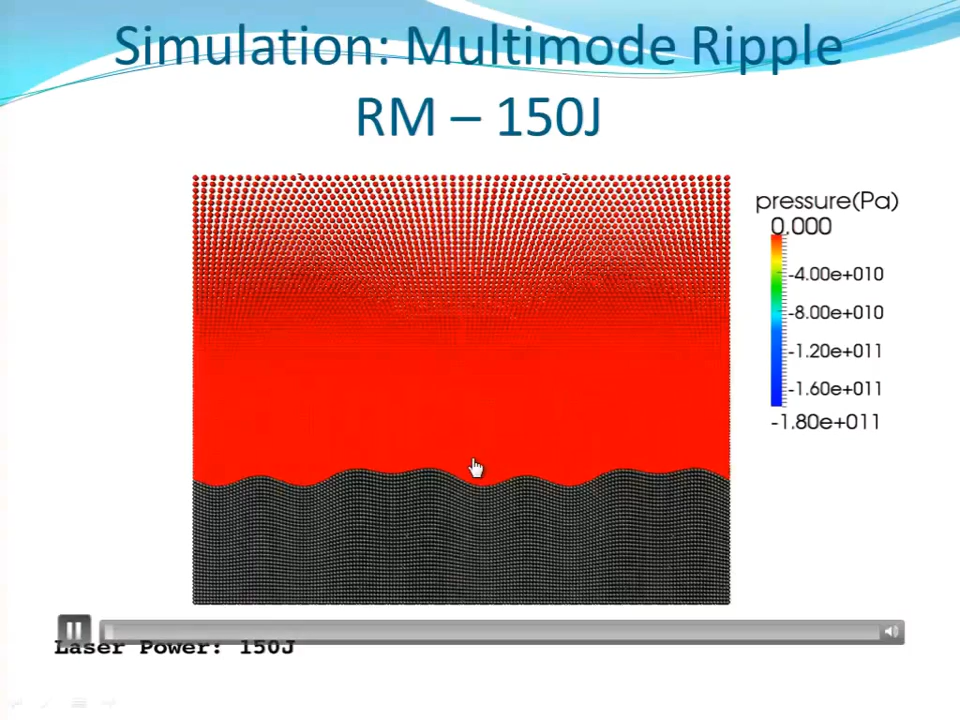 Simulation: Multimode Ripple
RM – 150J
pressure(Pa)
0.000
-4.00e+010
-8.00e+010
-1.20e+011
-1.60e+011
-1.80e+011
Laser Power: 150J